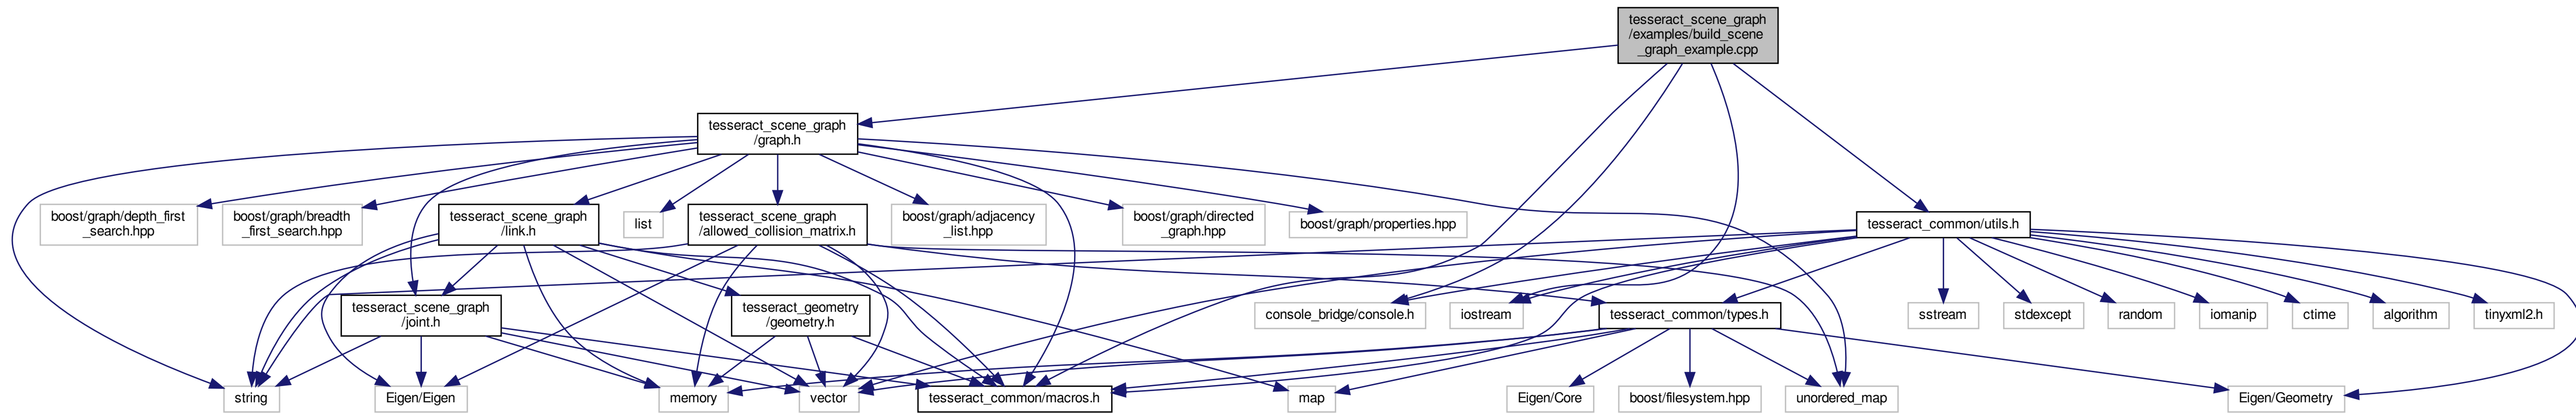 tesseract_scene_graph
/examples/build_scene
_graph_example.cpp
tesseract_scene_graph
/graph.h
boost/graph/depth_first
_search.hpp
boost/graph/breadth
_first_search.hpp
tesseract_scene_graph
/link.h
list
tesseract_scene_graph
/allowed_collision_matrix.h
boost/graph/adjacency
_list.hpp
boost/graph/directed
_graph.hpp
boost/graph/properties.hpp
tesseract_common/utils.h
tesseract_scene_graph
/joint.h
tesseract_geometry
/geometry.h
console_bridge/console.h
iostream
tesseract_common/types.h
sstream
stdexcept
random
iomanip
ctime
algorithm
tinyxml2.h
string
Eigen/Eigen
memory
vector
tesseract_common/macros.h
map
Eigen/Core
boost/filesystem.hpp
unordered_map
Eigen/Geometry